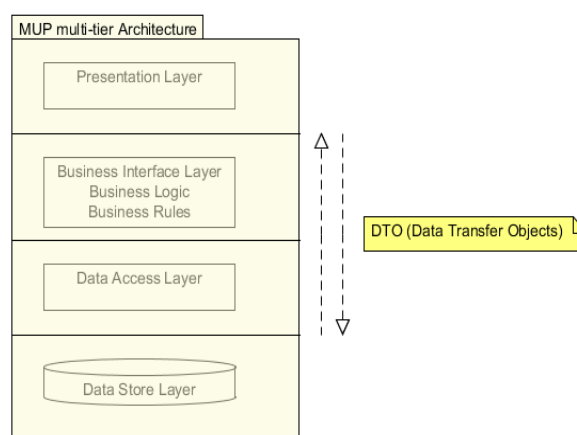 MUP multi-tier Architecture
Presentation Layer
Business Interface Layer
Business Logic
Business Rules
DTO (Data Transfer Objects)
Data Access Layer
Data Store Layer